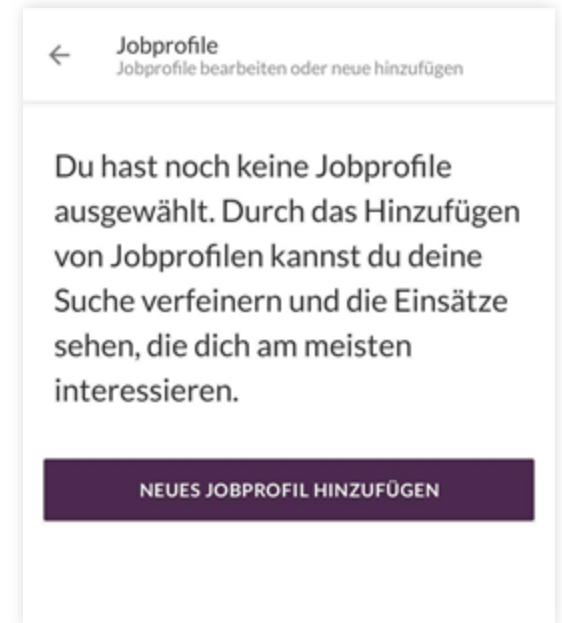 Jobprofile
Jobprofile bearbeiten oder neue hinzufügen
Du hast noch keine Jobprofile
ausgewählt. Durch das Hinzufügen
von Jobprofilen kannst du deine
Suche verfeinern und die Einsätze
sehen, die dich am meisten
interessieren.
NEUES JOBPROFIL HINZUFÜGEN